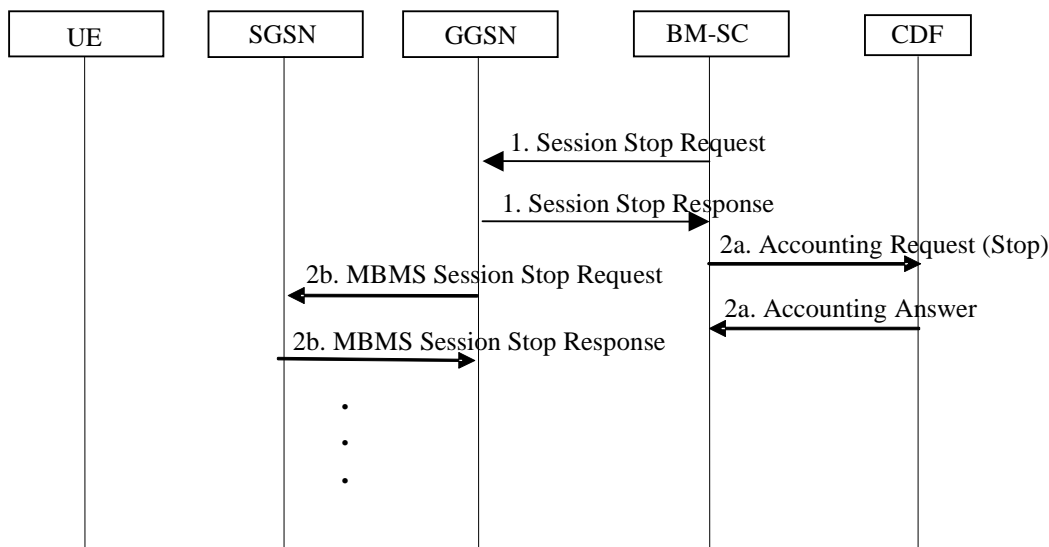 UE
SGSN
GGSN
BM-SC
CDF
1. Session Stop Request
1. Session Stop Response
2a. Accounting Request (Stop)
2b. MBMS Session Stop Request
2a. Accounting Answer
2b. MBMS Session Stop Response